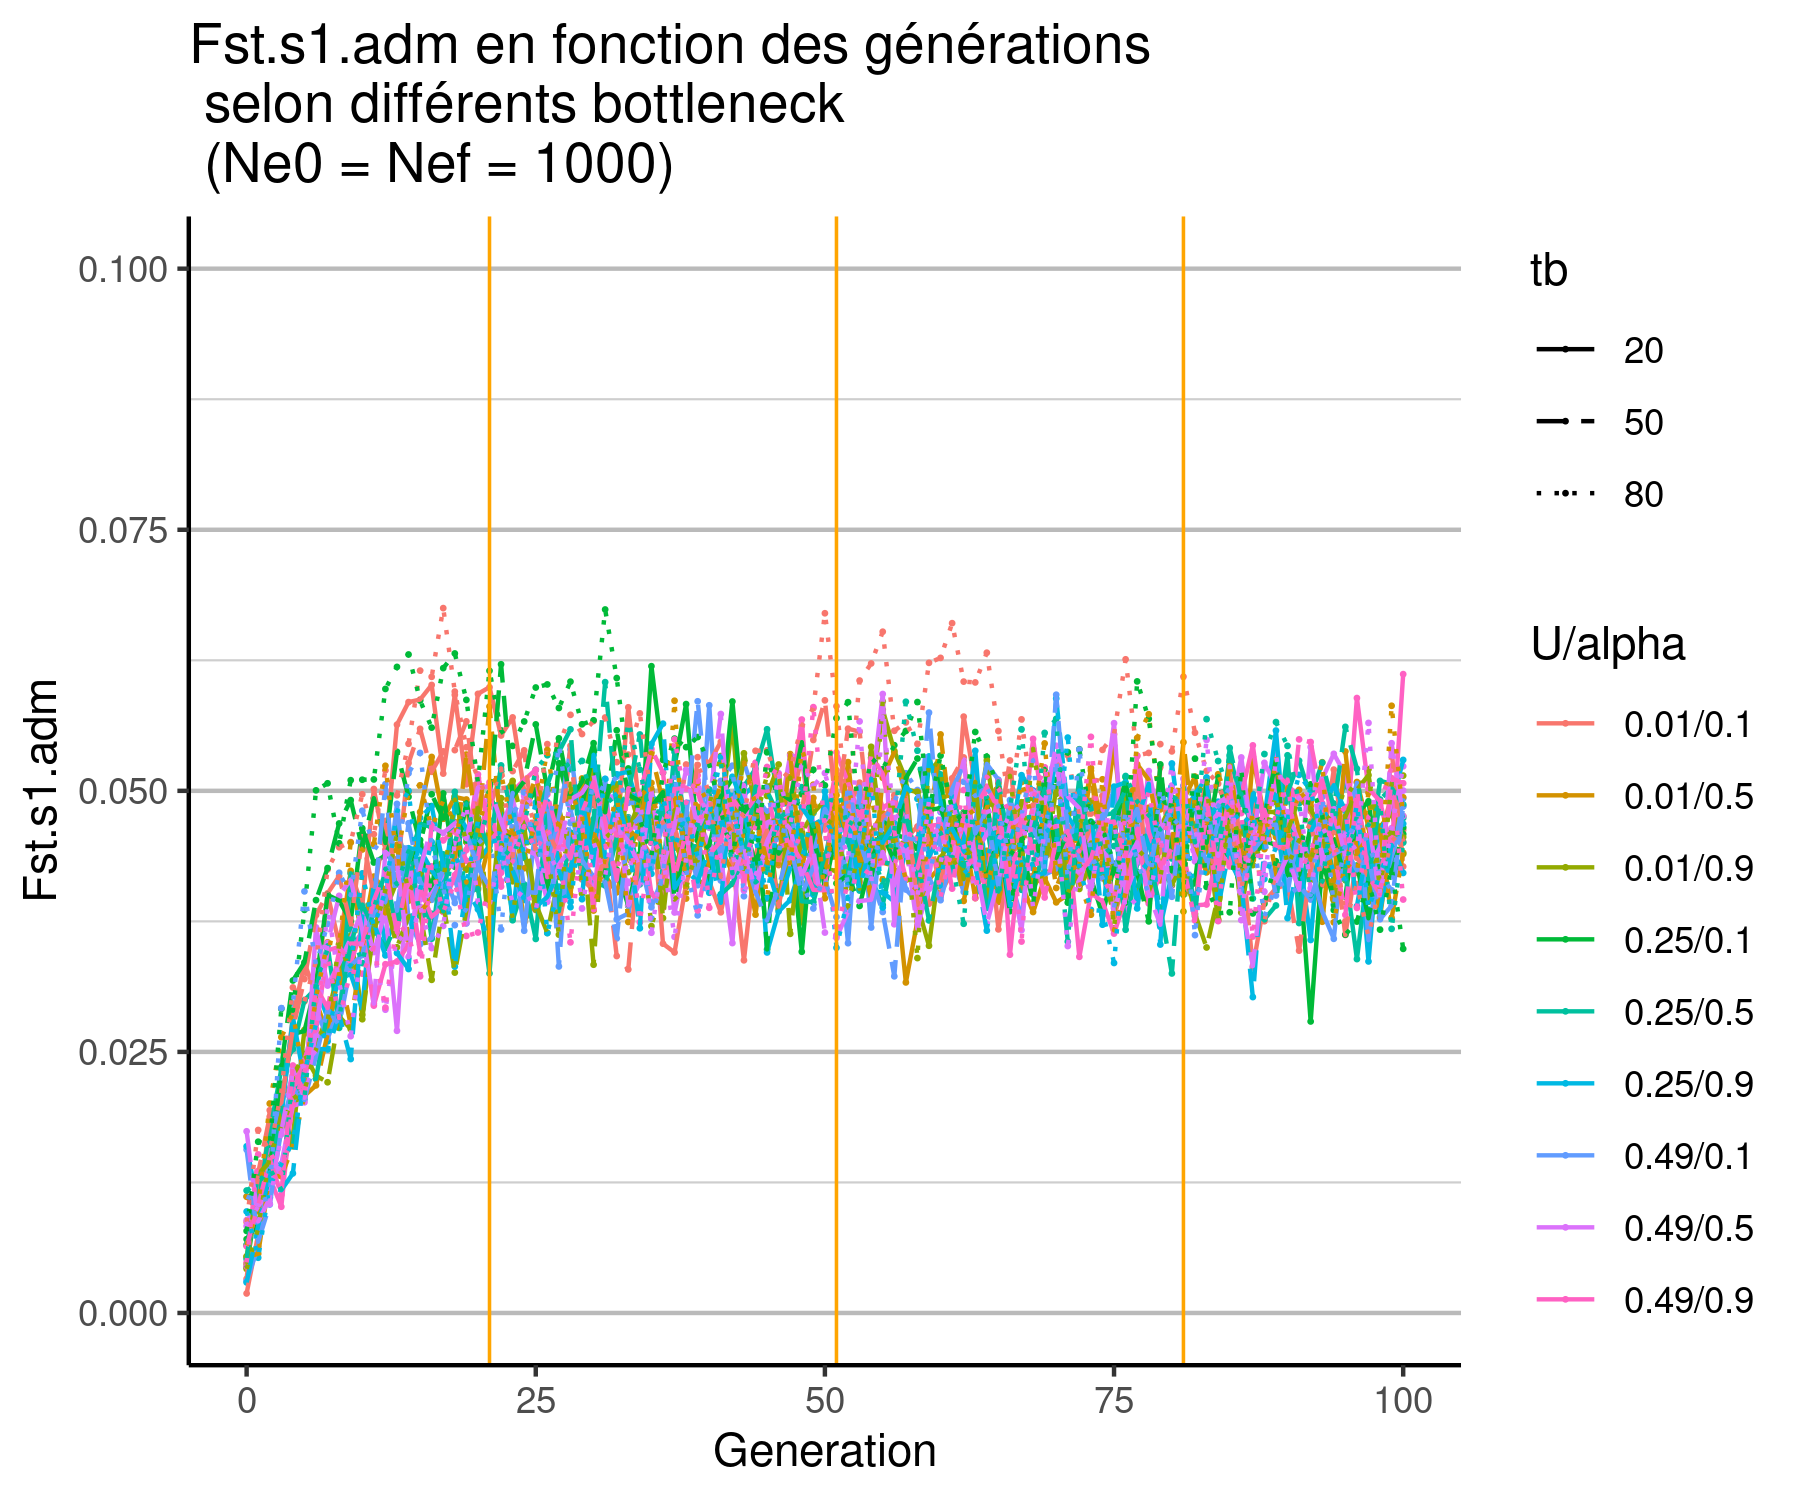 Fst.s1.adm en fonction des générations
selon différents bottleneck
(Ne0 = Nef = 1000)
Fst.s1.adm
0.100
0.075
0.050
0.025
0.000
0 25 50 75 100
Generation
tb
20
50
80
U/alpha
0.01/0.1
0.01/0.5
0.01/0.9
0.25/0.1
0.25/0.5
0.25/0.9
0.49/0.1
0.49/0.5
0.49/0.9